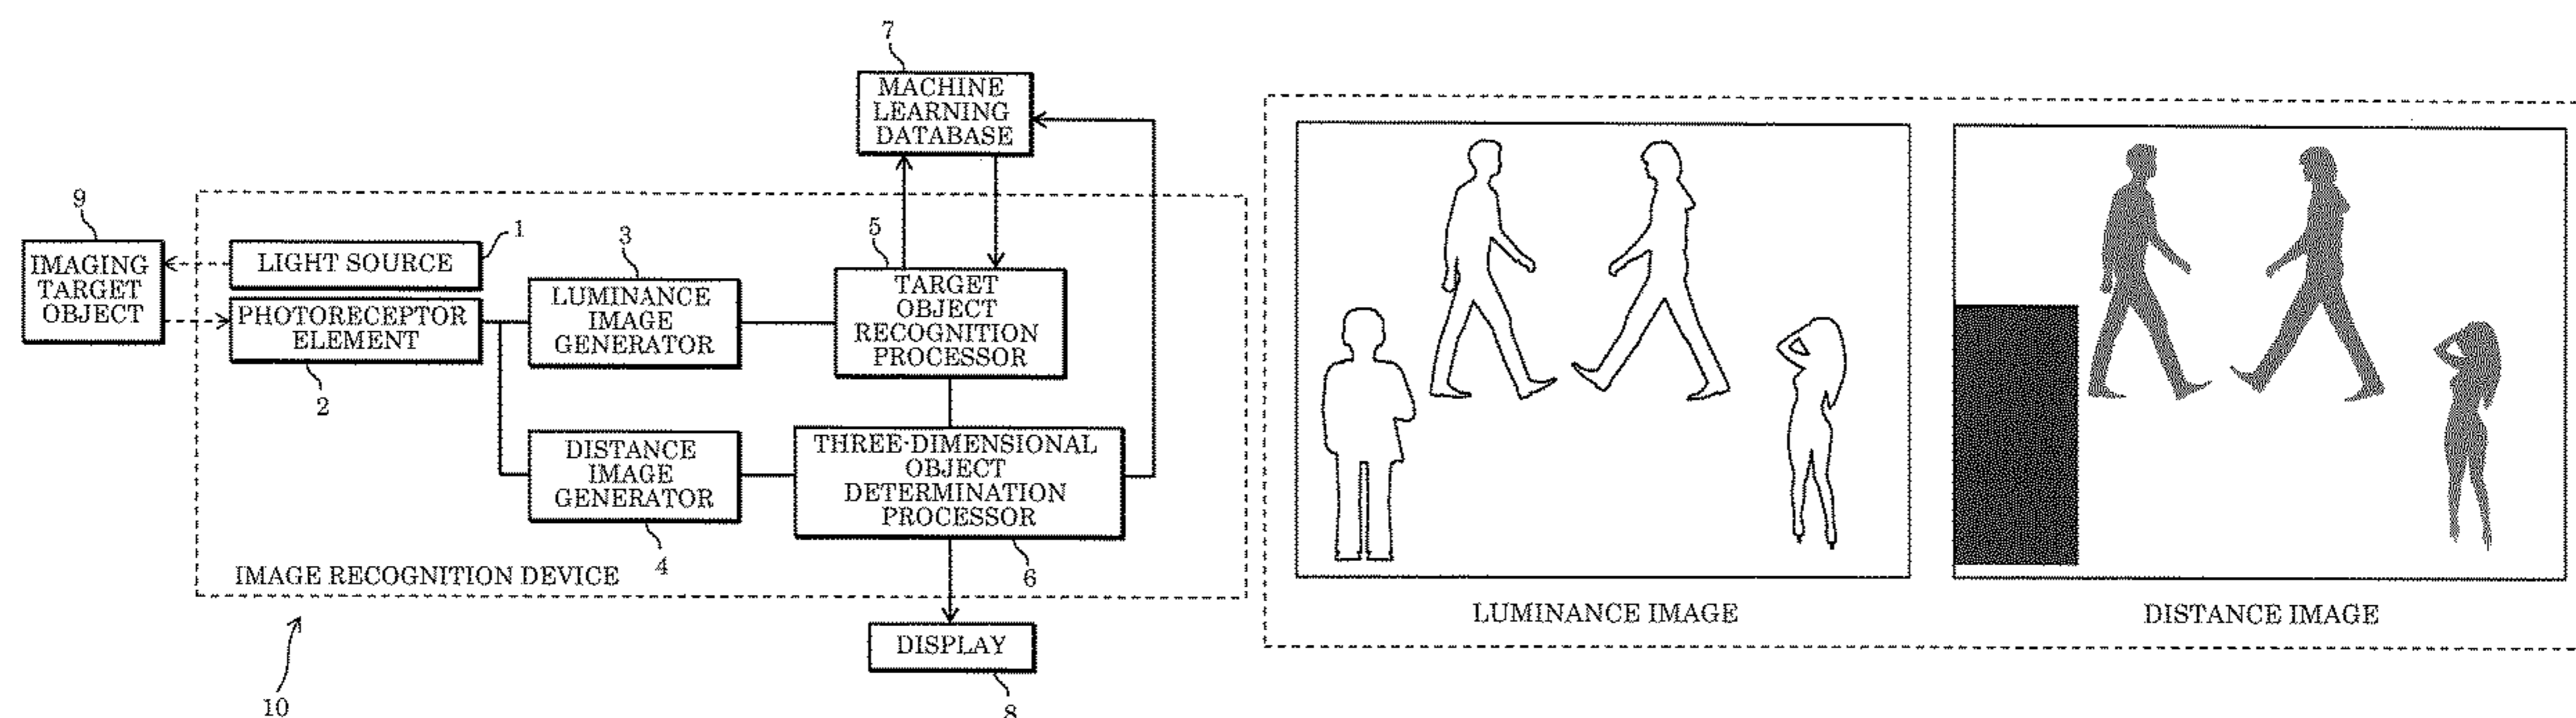 7
MACHINE
LEARNING
DATABASE
9
IMAGING
TARGET
OBJECT
1
LIGHT SOURCE
2
PHOTORECEPTOR
ELEMENT
3
LUMINANCE
IMAGE
GENERATOR
5
TARGET
OBJECT
RECOGNITION
PROCESSOR
DISTANCE
IMAGE
GENERATOR
4
THREE-DIMENSIONAL
OBJECT
DETERMINATION
PROCESSOR
6
IMAGE RECOGNITION DEVICE
10
DISPLAY
8
LUMINANCE IMAGE
DISTANCE IMAGE